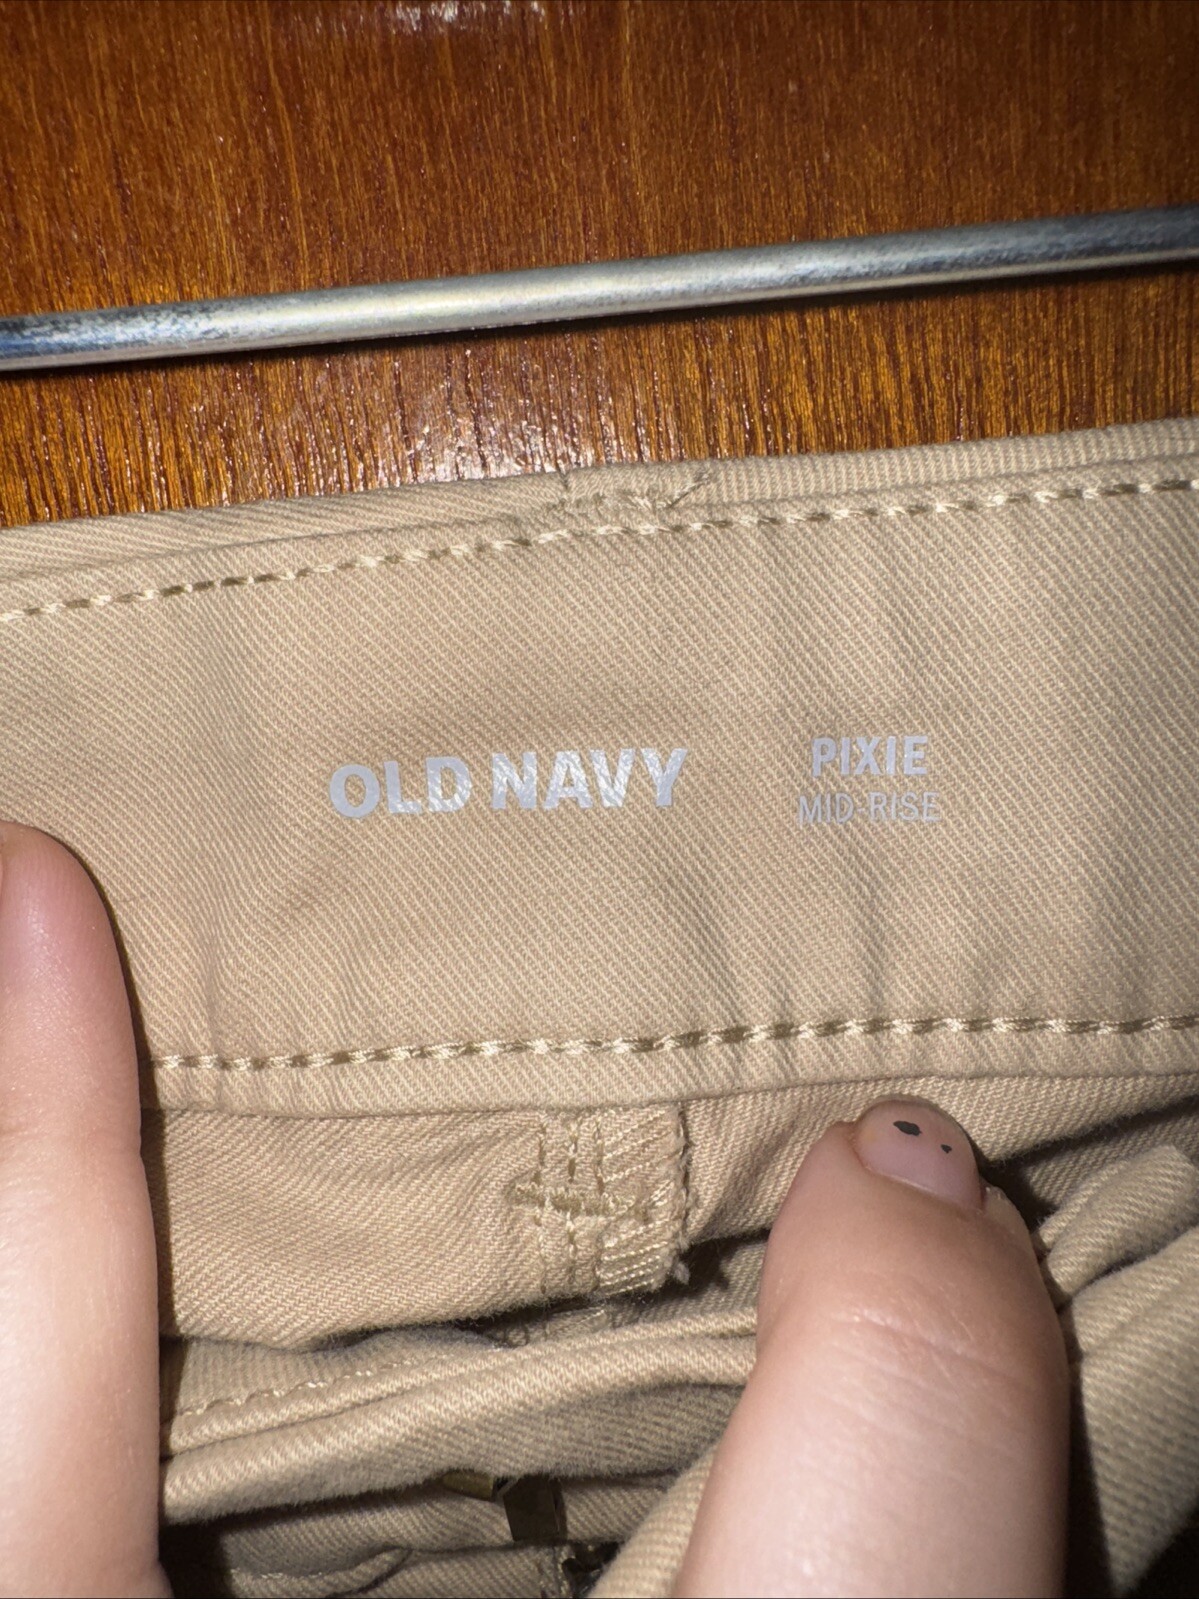 OLD NAVY
PIXIE
MID-RISE